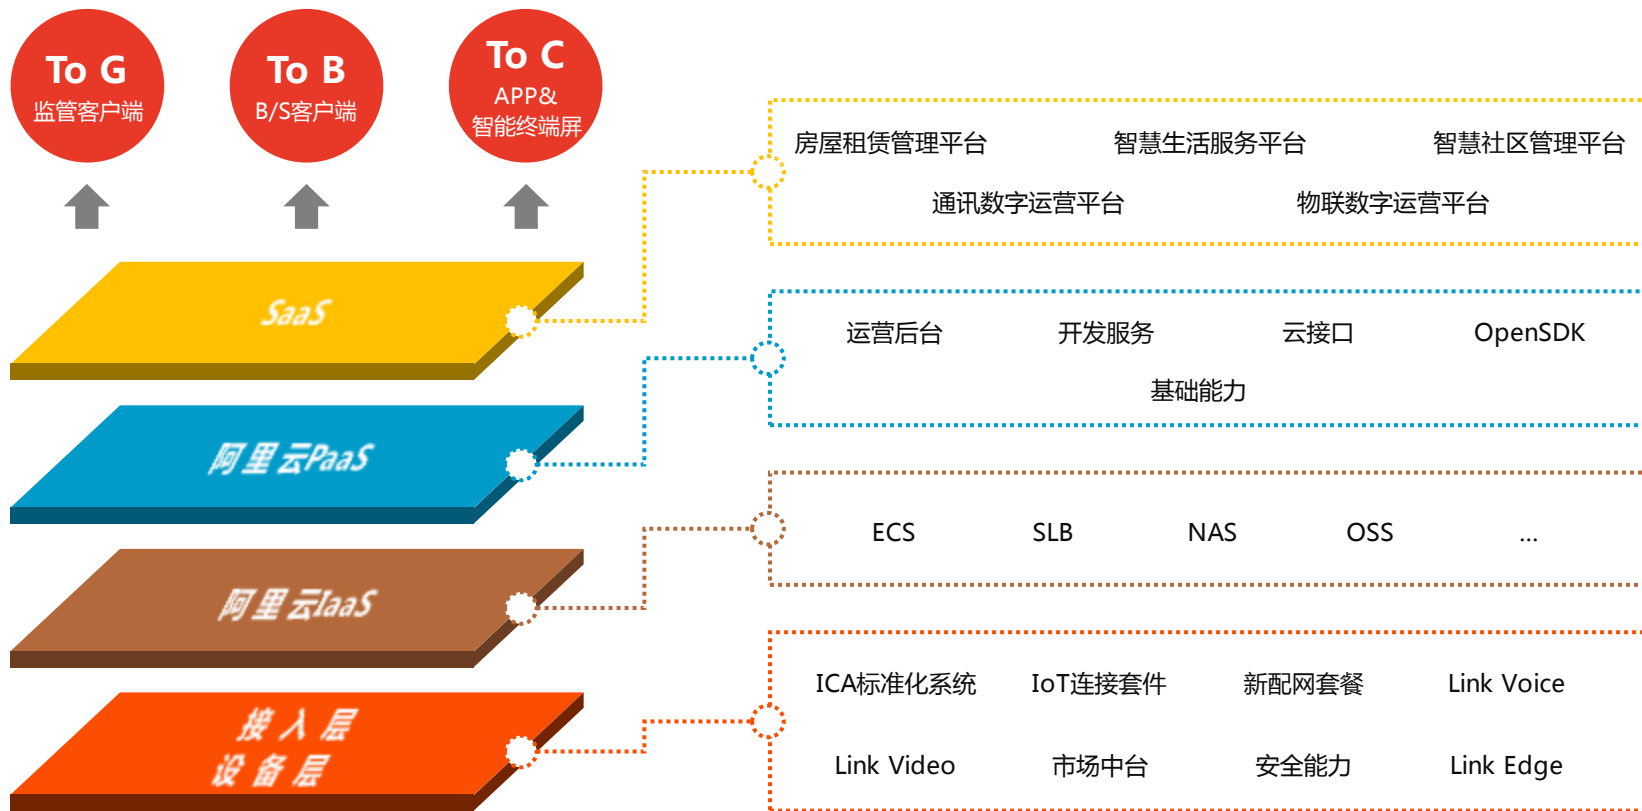 To G
监管客户端
To B
B/S客户端
To C
APP&
智能终端屏
房屋租赁管理平台
智慧生活服务平台
智慧社区管理平台
通讯数字运营平台
物联数字运营平台
SaaS
运营后台
开发服务
云接口
OpenSDK
基础能力
阿里云PaaS
ECS
SLB
NAS
OSS
...
阿里云IaaS
ICA标准化系统
IoT连接套件
新配网套餐
Link Voice
接入层
设备层
Link Video
市场中台
安全能力
Link Edge